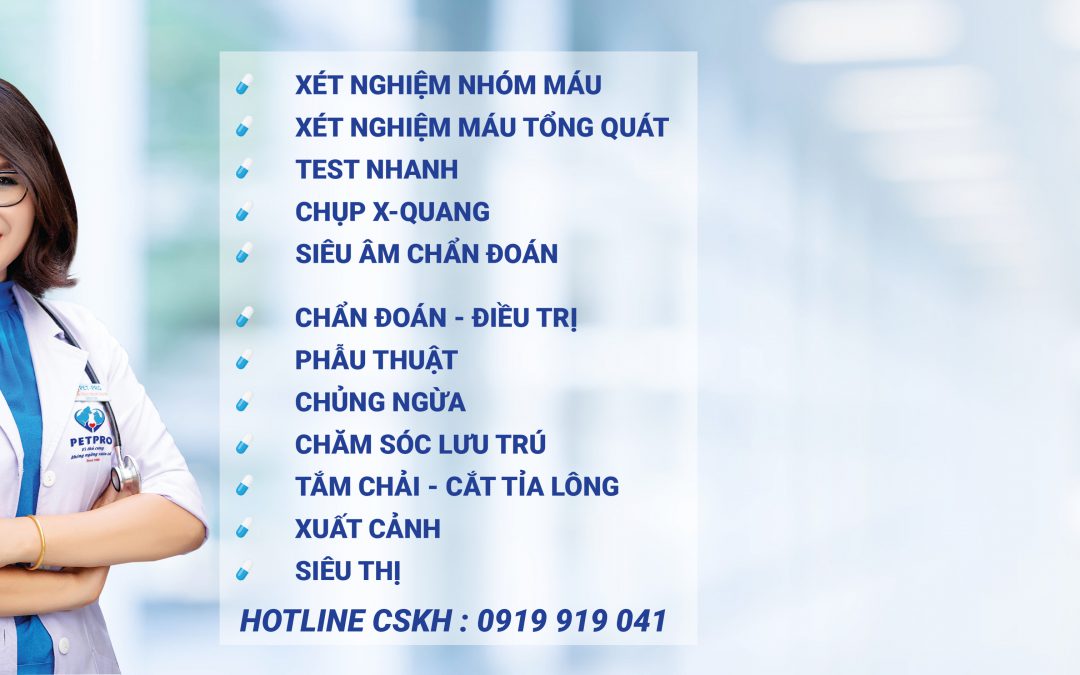 XÉT NGHIỆM NHÓM MÁU
XÉT NGHIỆM MÁU TỔNG QUÁT
TEST NHANH
CHỤP X-QUANG
SIÊU ÂM CHẨN ĐOÁN
CHẨN ĐOÁN - ĐIỀU TRỊ
PHẪU THUẬT
CHỦNG NGỪA
CHĂM SÓC LƯU TRÚ
TẮM CHẢI - CẮT TỈA LÔNG
XUẤT CẢNH
SIÊU THỊ
HOTLINE CSKH : 0919 919 041
PETPRO